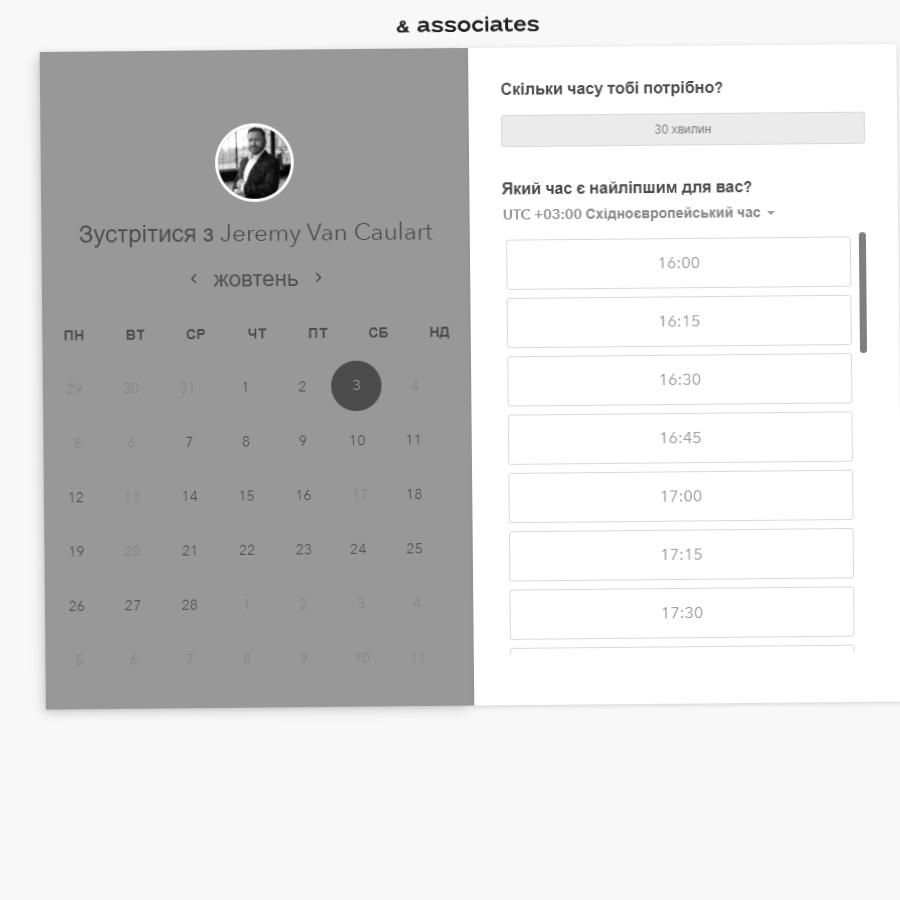 & associates
Зустрітися з Jeremy Van Caulart
жовтень
ПН ВТ СР ЧТ ПТ СБ НД
29 30 31 1 2 3 4
5 6 7 8 9 10 11
12 13 14 15 16 17 18
19 20 21 22 23 24 25
26 27 28 1 2 3 4
5 6 7 8 9 10 11
Скільки часу тобі потрібно?
30 хвилин
Який час є найліпшим для вас?
UTC +03:00 Східноєвропейський час
16:00
16:15
16:30
16:45
17:00
17:15
17:30